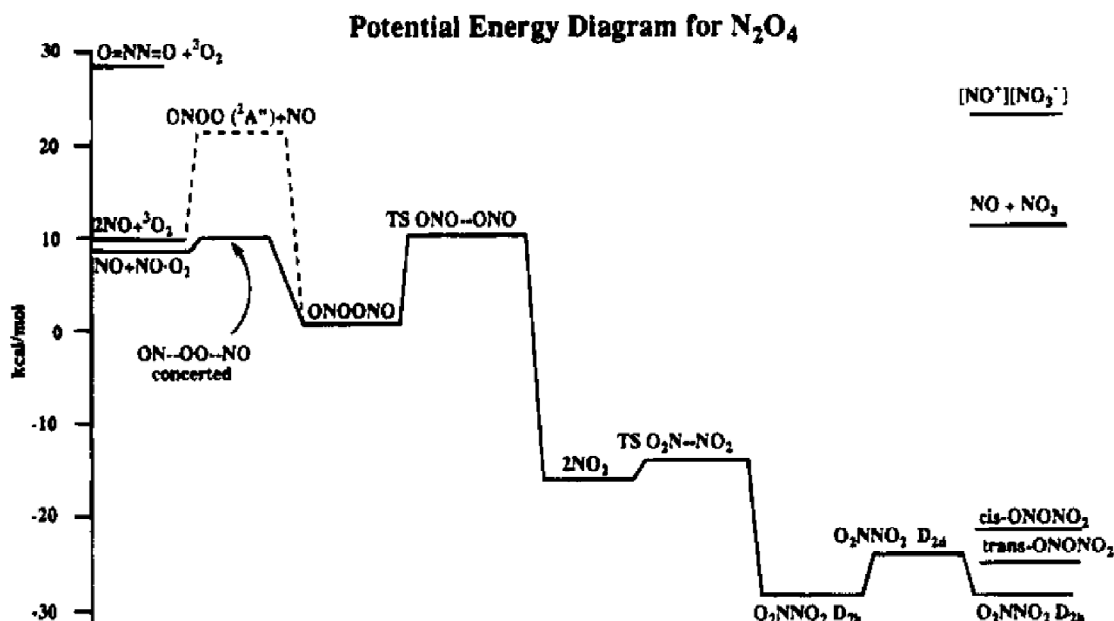 Potential Energy Diagram for N₂O₄
30
O=NN=O +³O₂
[NO⁺][NO₃⁻]
ONOO (²A")+NO
20
NO + NO₃
TS ONO--ONO
2NO+³O₂
10
NO+NO·O₂
ONOONO
0
kcal/mol
ON--OO--NO
concerted
-10
TS O₂N--NO₂
2NO₂
-20
cis-ONONO₂
O₂NNO₂ D₂d
trans-ONONO₂
-30
O₂NNO₂ D₂h
O₂NNO₂ D₂h